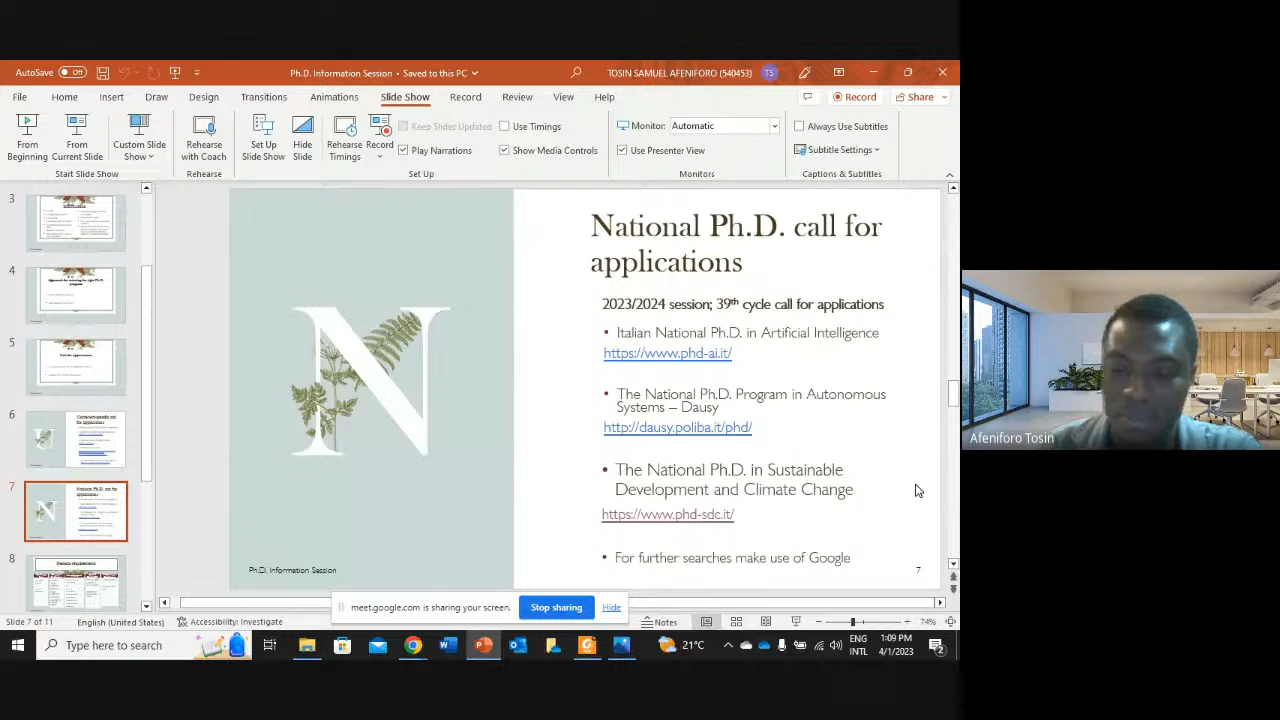 AutoSave Off
Ph.D. Information Session • Saved to this PC
TOSIN SAMUEL AFENIFORO (540453) TS
File Home Insert Draw Design Transitions Animations Slide Show Record Review View Help
Record Share
From Beginning
From Current Slide
Custom Slide Show
Rehearse with Coach
Set Up Slide Show
Hide Slide
Rehearse Timings
Record
Keep Slides Updated
Play Narrations
Use Timings
Show Media Controls
Monitor: Automatic
Use Presenter View
Always Use Subtitles
Subtitle Settings
Start Slide Show Rehearse Set Up Monitors Captions & Subtitles
3
4
5
6
7
8
N
National Ph.D. call for
applications
2023/2024 session; 39th cycle call for applications
• Italian National Ph.D. in Artificial Intelligence
https://www.phd-ai.it/
• The National Ph.D. Program in Autonomous
Systems – Dausy
http://dausy.poliba.it/phd/
• The National Ph.D. in Sustainable
Development and Climate Change
https://www.phd-sdc.it/
• For further searches make use of Google
Ph.D. Information Session
7
Afeniforo Tosin
meet.google.com is sharing your screen. Stop sharing Hide
Slide 7 of 11 English (United States) Accessibility: Investigate Notes 74%
Type here to search
21°C
ENG
INTL
1:09 PM
4/1/2023
2